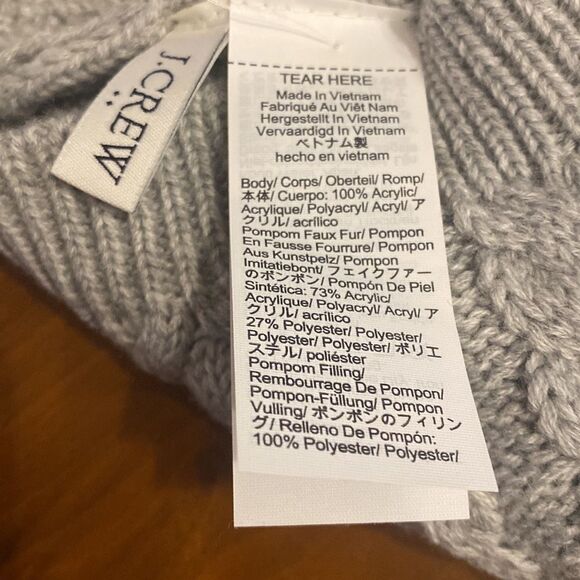 J.CREW
TEAR HERE
Made In Vietnam
Fabriqué Au Viêt Nam
Hergestellt In Vietnam
Vervaardigd In Vietnam
ベトナム製
hecho en vietnam
Body/ Corps/ Oberteil/ Romp/
本体/ Cuerpo: 100% Acrylic/
Acrylique/ Polyacryl/ Acryl/ ア
クリル/ acrílico
Pompom Faux Fur/ Pompon
En Fausse Fourrure/ Pompon
Aus Kunstpelz/ Pompon
Imitatiebont/ フェイクファー
のポンポン/ Pompón De Piel
Sintética: 73% Acrylic/
Acrylique/ Polyacryl/ Acryl/ ア
クリル/ acrílico
27% Polyester/ Polyester/
Polyester/ Polyester/ ポリエ
ステル/ poliéster
Pompom Filling/
Rembourrage De Pompon/
Pompon-Füllung/ Pompon
Vulling/ ポンポンのフィリン
グ/ Relleno De Pompón:
100% Polyester/ Polyester/